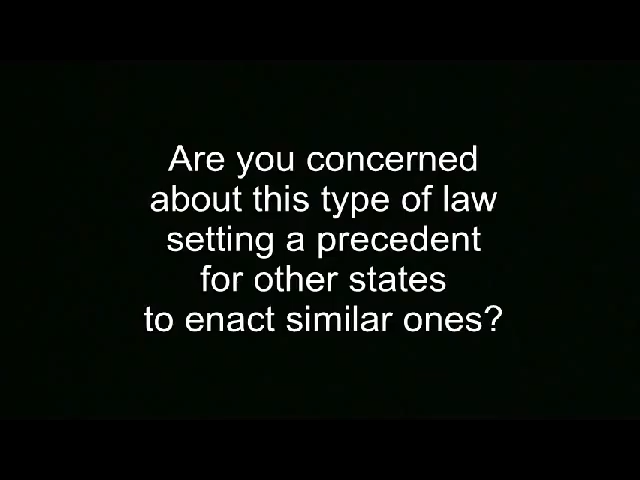 Are you concerned
about this type of law
setting a precedent
for other states
to enact similar ones?